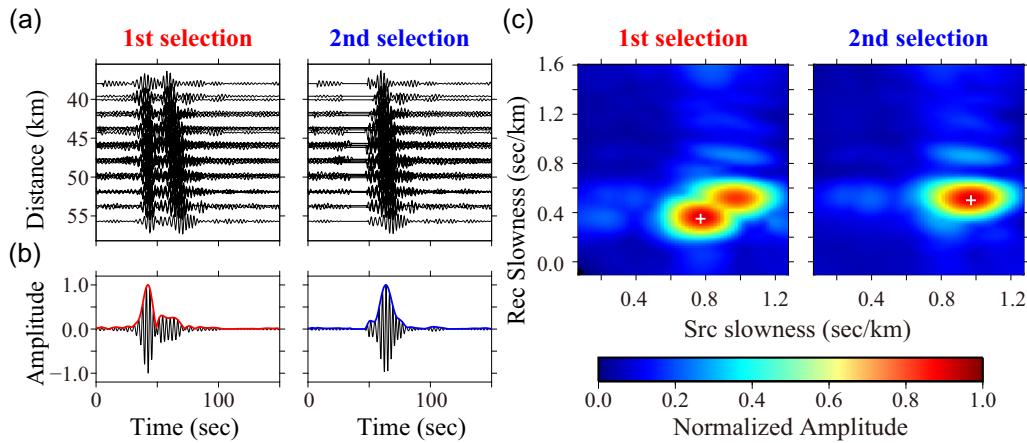 (a)
1st selection
2nd selection
Distance (km)
40
45
50
55
(b)
Amplitude
1.0
0.0
−1.0
0
100
0
100
Time (sec)
Time (sec)
(c)
1st selection
2nd selection
Rec Slowness (sec/km)
1.6
1.2
0.8
0.4
0.0
0.4
0.8
1.2
0.4
0.8
1.2
Src slowness (sec/km)
0.0
0.2
0.4
0.6
0.8
1.0
Normalized Amplitude